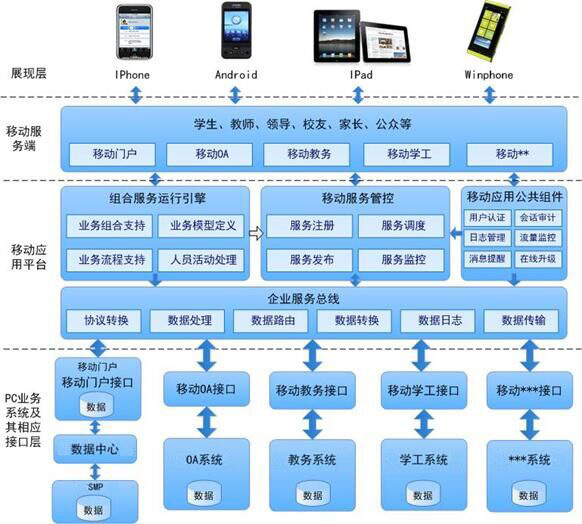 展现层
IPhone
Android
IPad
Winphone
移动服
务端
学生、教师、领导、校友、家长、公众等
移动门户
移动OA
移动教务
移动学工
移动**
移动应
用平台
组合服务运行引擎
业务组合支持
业务模型定义
业务流程支持
人员活动处理
移动服务管控
服务注册
服务调度
服务发布
服务监控
移动应用公共组件
用户认证
会话审计
日志管理
流量监控
消息提醒
在线升级
企业服务总线
协议转换
数据处理
数据路由
数据转换
数据日志
数据传输
PC业务
系统及
其相应
接口层
移动门户
移动门户接口
数据
数据中心
SMP
数据
移动OA接口
OA系统
数据
移动教务接口
教务系统
数据
移动学工接口
学工系统
数据
移动***接口
***系统
数据